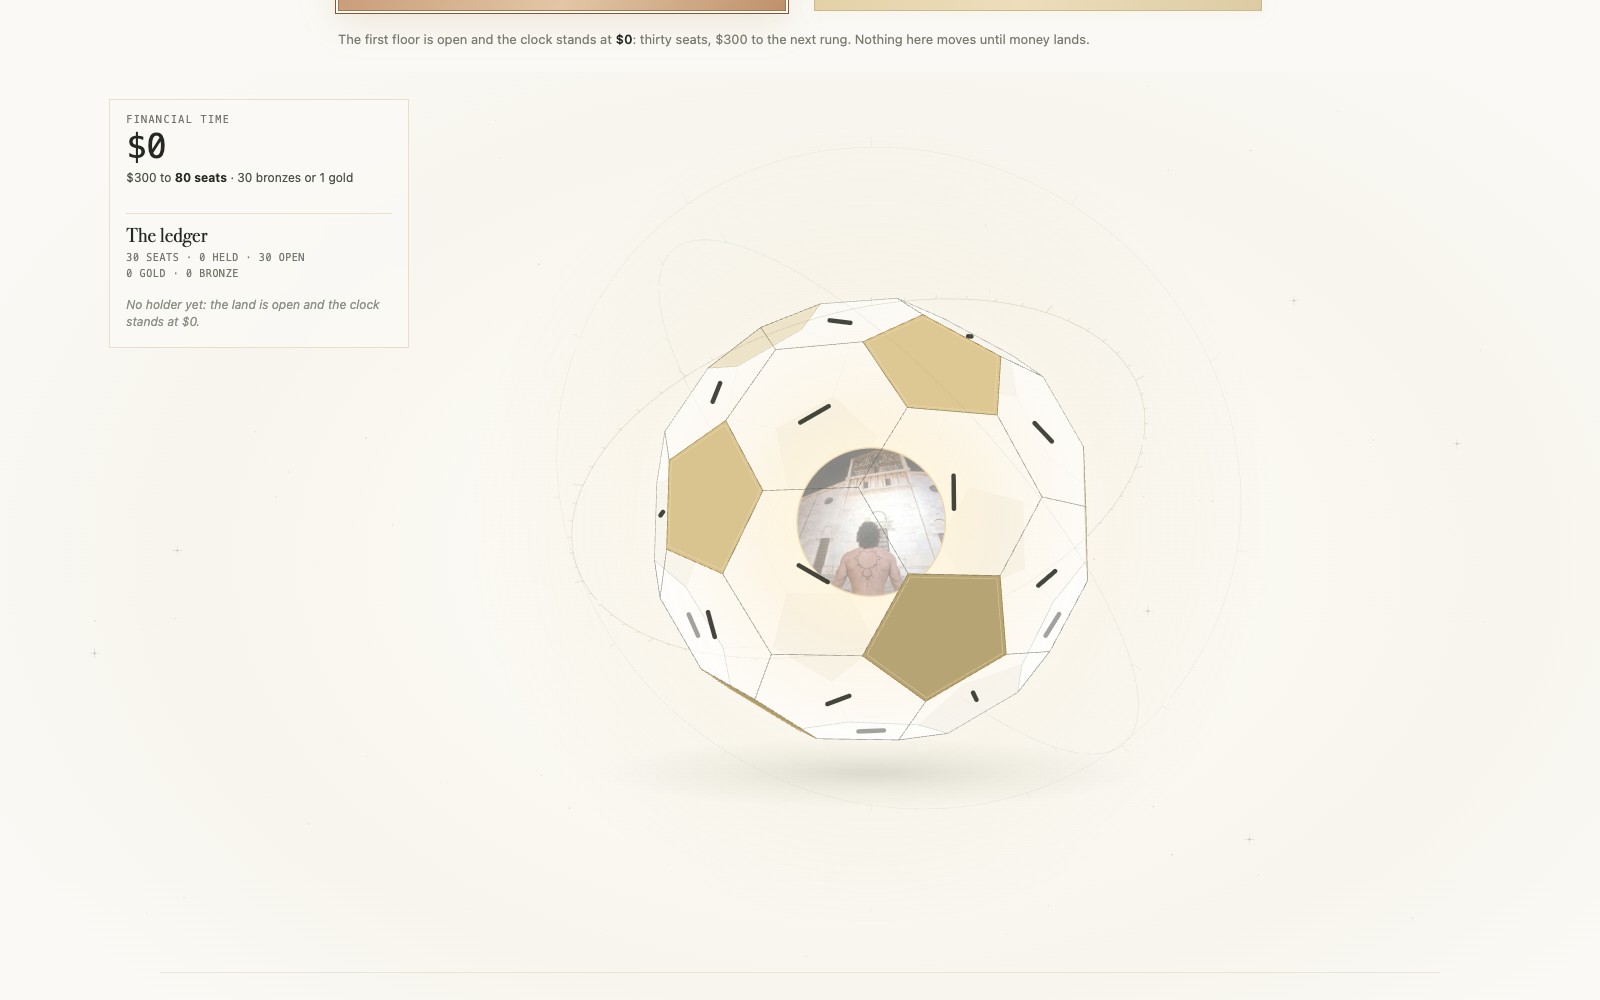 The first floor is open and the clock stands at $0: thirty seats, $300 to the next rung. Nothing here moves until money lands.
FINANCIAL TIME
$0
$300 to 80 seats · 30 bronzes or 1 gold
The ledger
30 SEATS · 0 HELD · 30 OPEN
0 GOLD · 0 BRONZE
No holder yet: the land is open and the clock
stands at $0.